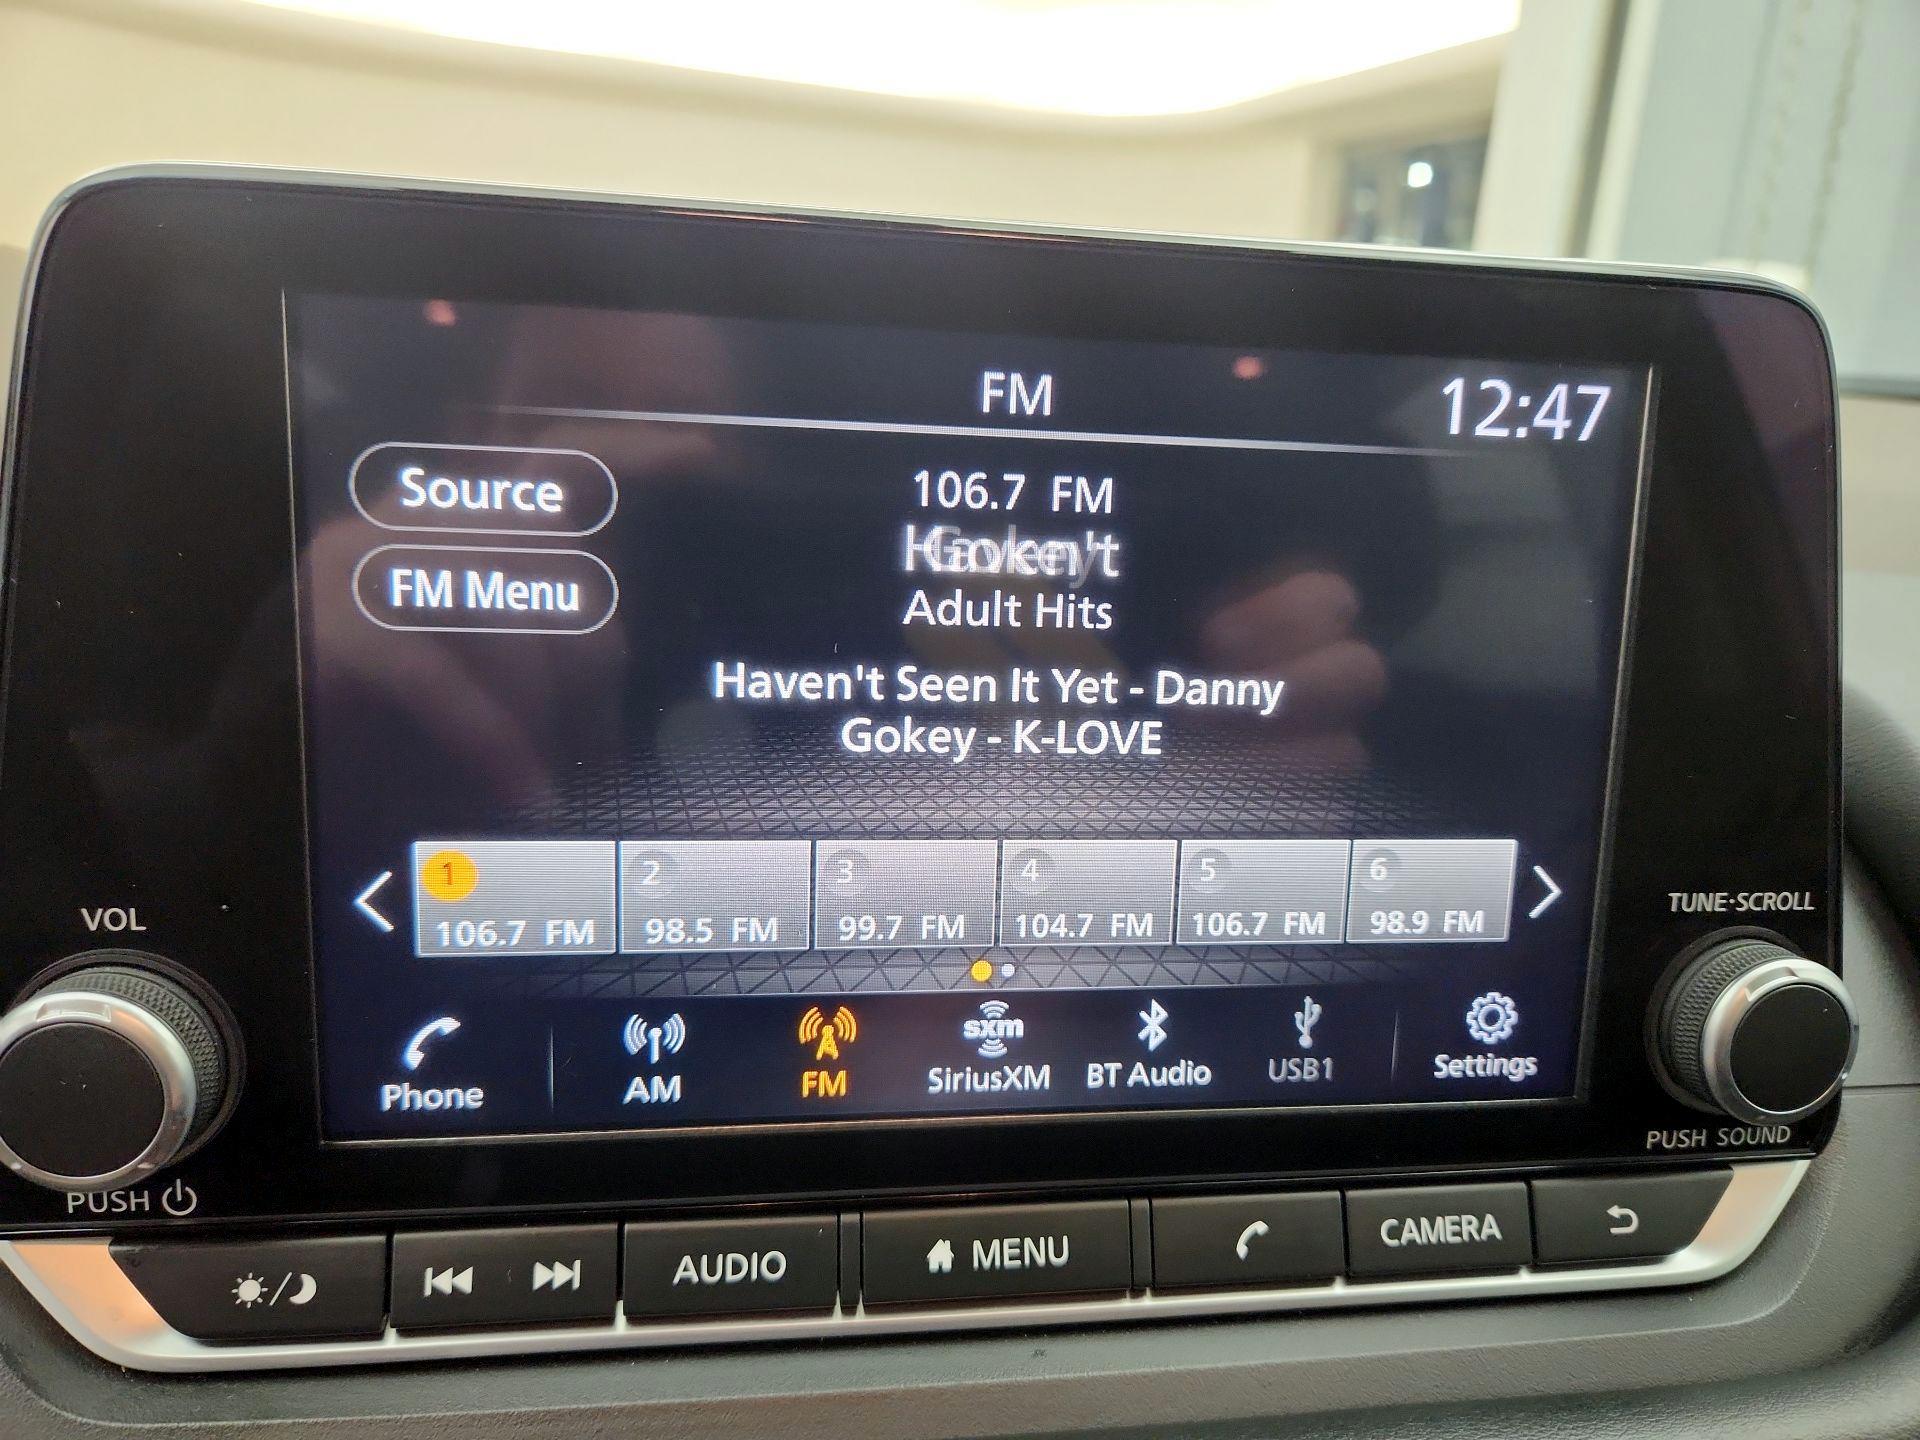 FM
12:47
Source
106.7 FM
FM Menu
Adult Hits
Haven't Seen It Yet - Danny
Gokey - K-LOVE
1
2
3
4
5
6
106.7 FM
98.5 FM
99.7 FM
104.7 FM
106.7 FM
98.9 FM
VOL
TUNE·SCROLL
sxm
Phone
AM
FM
SiriusXM
BT Audio
USB1
Settings
PUSH
PUSH SOUND
AUDIO
MENU
CAMERA